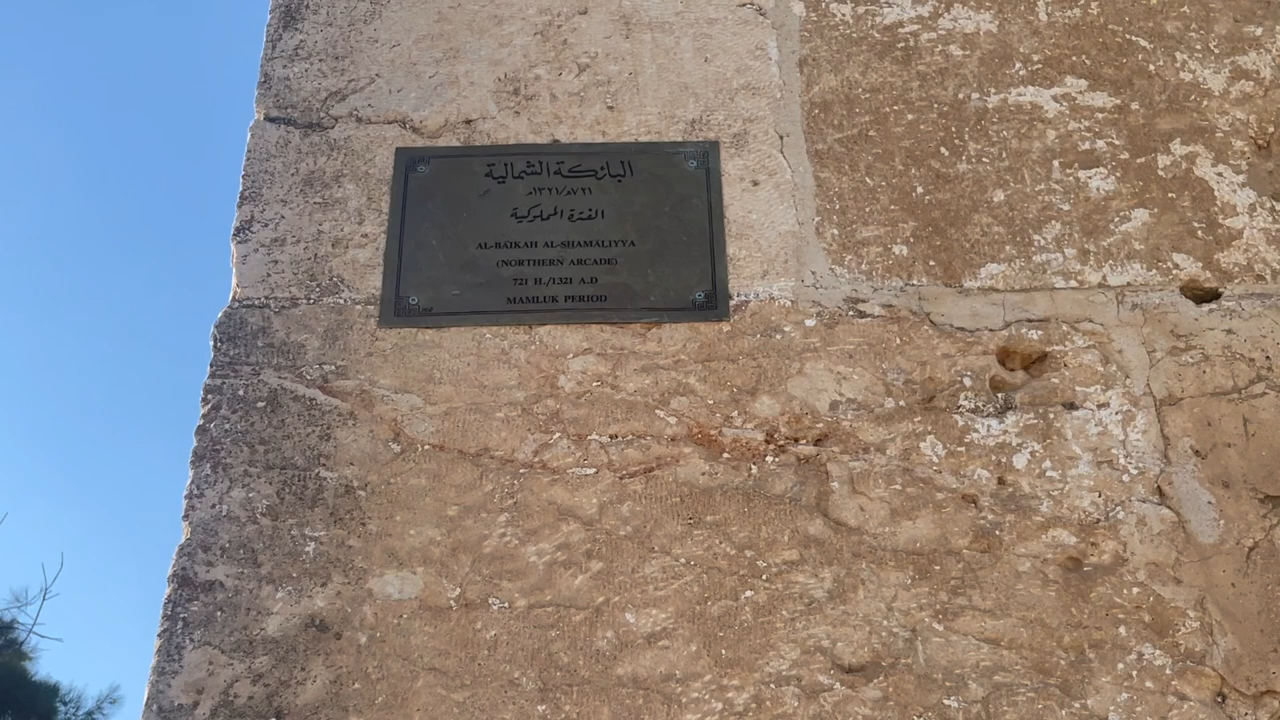 البائكة الشمالية
٧٢١هـ/١٣٢١م
الفترة المملوكية
AL-BAIKAH AL-SHAMALIYYA
(NORTHERN ARCADE)
721 H./1321 A.D
MAMLUK PERIOD